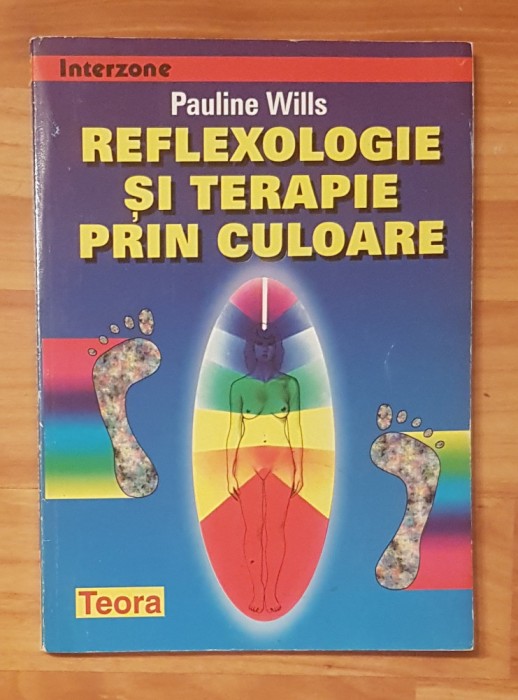 Interzone
Pauline Wills
REFLEXOLOGIE
ȘI TERAPIE
PRIN CULOARE
Teora